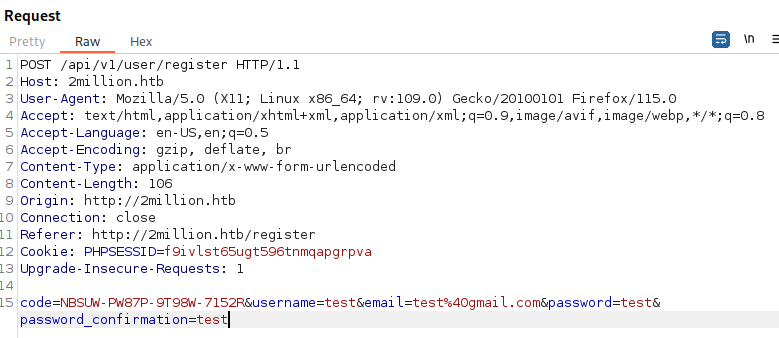 Request
Pretty Raw Hex
\n
1 POST /api/v1/user/register HTTP/1.1
2 Host: 2million.htb
3 User-Agent: Mozilla/5.0 (X11; Linux x86_64; rv:109.0) Gecko/20100101 Firefox/115.0
4 Accept: text/html,application/xhtml+xml,application/xml;q=0.9,image/avif,image/webp,*/*;q=0.8
5 Accept-Language: en-US,en;q=0.5
6 Accept-Encoding: gzip, deflate, br
7 Content-Type: application/x-www-form-urlencoded
8 Content-Length: 106
9 Origin: http://2million.htb
10 Connection: close
11 Referer: http://2million.htb/register
12 Cookie: PHPSESSID=f9ivlst65ugt596tnmqapgrpva
13 Upgrade-Insecure-Requests: 1
14
15 code=NBSUW-PW87P-9T98W-7152R&username=test&email=test%40gmail.com&password=test&
password_confirmation=test